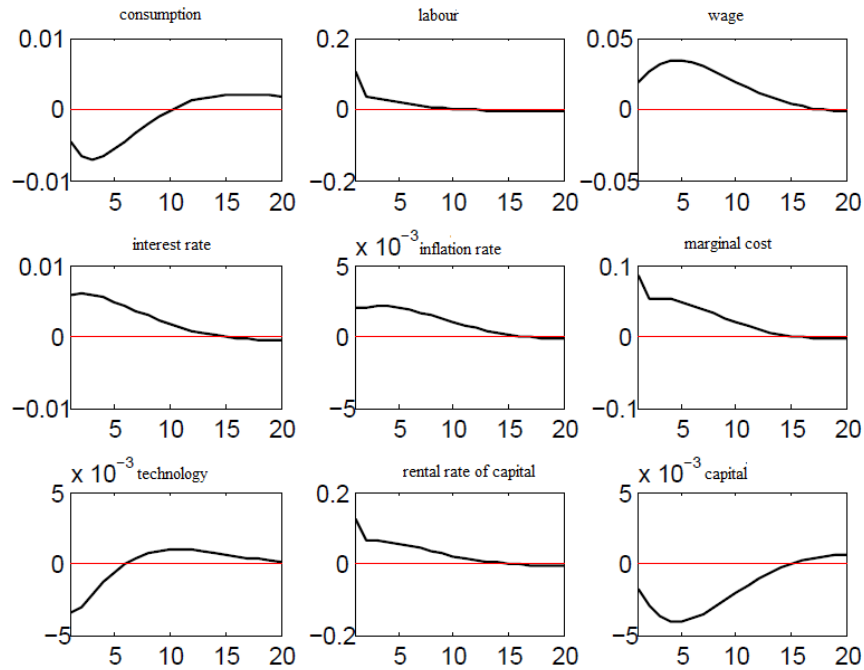 consumption
labour
wage
0.01
0
−0.01
5 10 15 20
0.2
0
−0.2
5 10 15 20
0.05
0
−0.05
5 10 15 20
interest rate
x 10−3 inflation rate
marginal cost
0.01
0
−0.01
5 10 15 20
5
0
−5
5 10 15 20
0.1
0
−0.1
5 10 15 20
x 10−3 technology
rental rate of capital
x 10−3 capital
5
0
−5
5 10 15 20
0.2
0
−0.2
5 10 15 20
5
0
−5
5 10 15 20